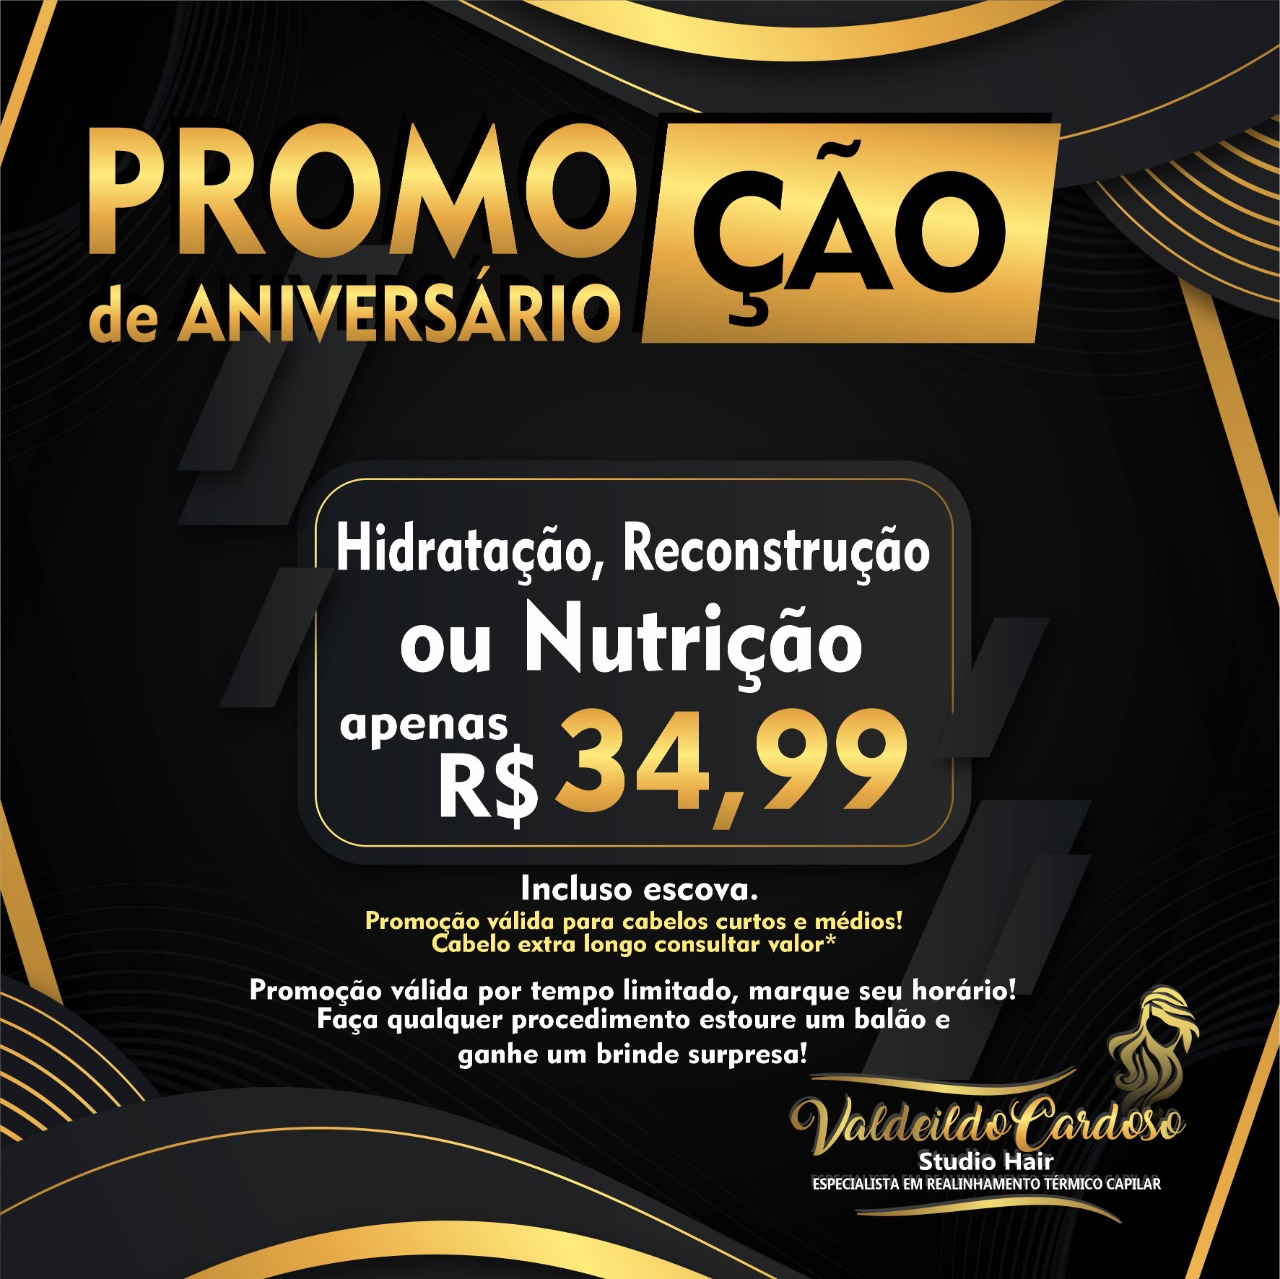 PROMOÇÃO
de ANIVERSÁRIO
Hidratação, Reconstrução
ou Nutrição
apenas
R$ 34,99
Incluso escova.
Promoção válida para cabelos curtos e médios!
Cabelo extra longo consultar valor*
Promoção válida por tempo limitado, marque seu horário!
Faça qualquer procedimento estoure um balão e
ganhe um brinde surpresa!
Valdeildo Cardoso
Studio Hair
ESPECIALISTA EM REALINHAMENTO TÉRMICO CAPILAR